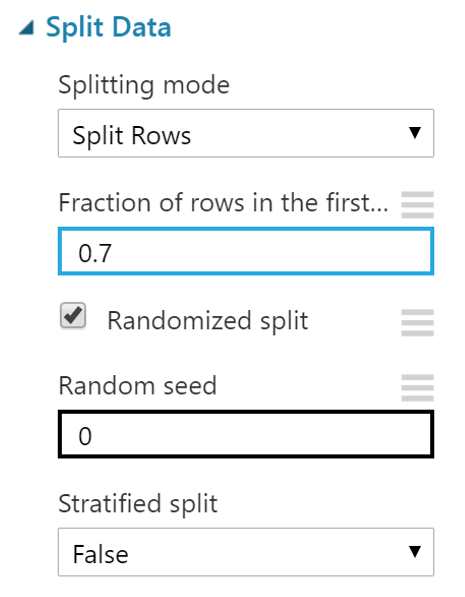 Split Data
Splitting mode
Split Rows
Fraction of rows in the first...
0.7
Randomized split
Random seed
0
Stratified split
False